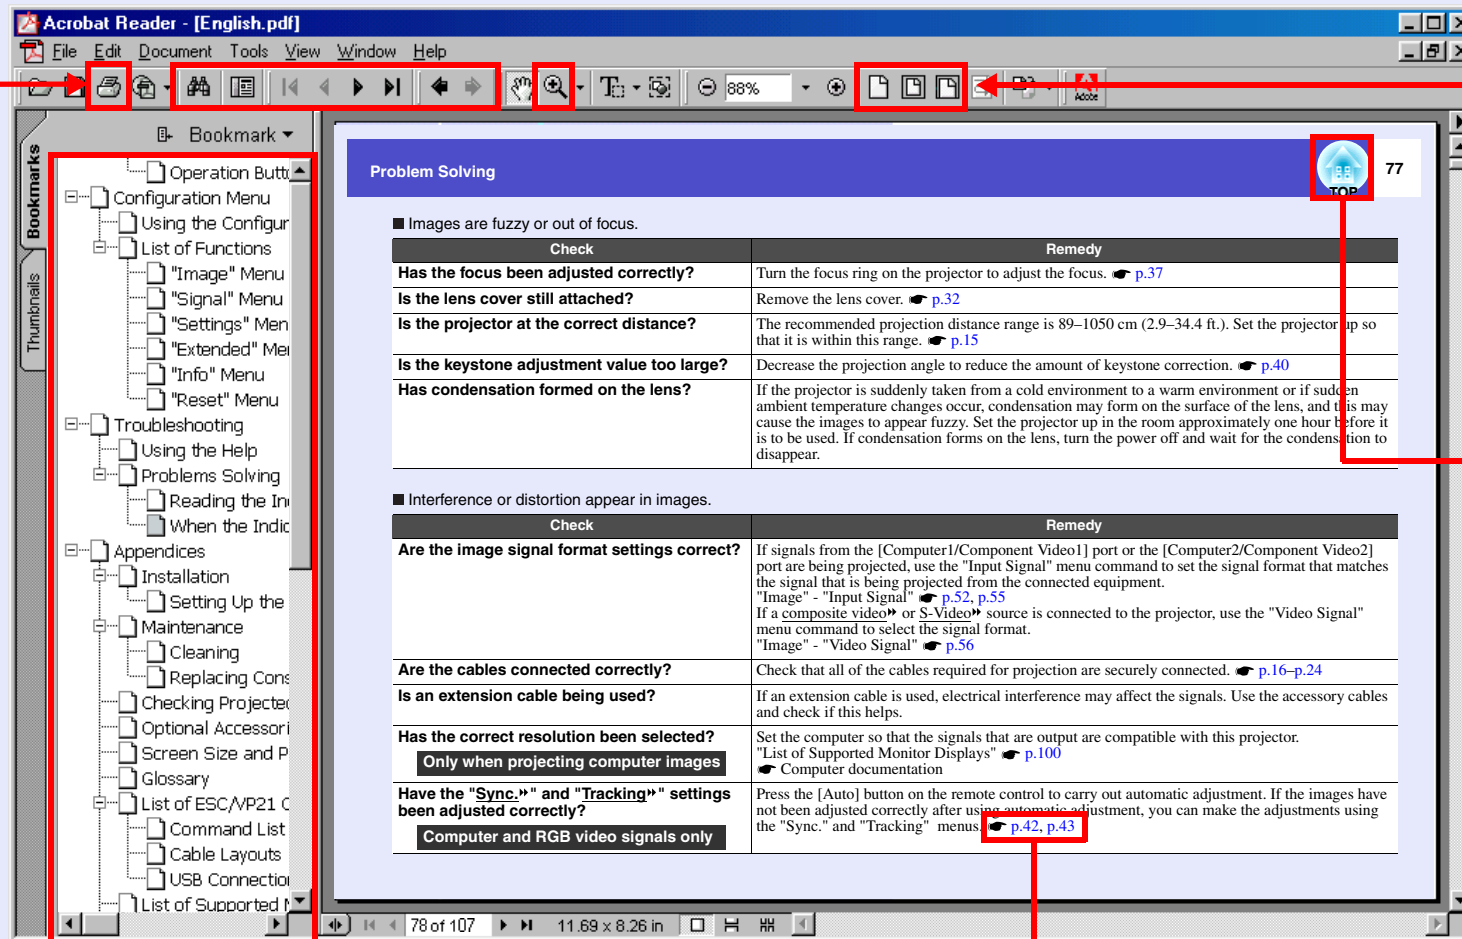 Acrobat Reader - [English.pdf]
File Edit Document Tools View Window Help
88%
Adobe
Bookmarks
Thumbnails
Bookmark
Operation Butt
Configuration Menu
Using the Configur
List of Functions
"Image" Menu
"Signal" Menu
"Settings" Men
"Extended" Me
"Info" Menu
"Reset" Menu
Troubleshooting
Using the Help
Problems Solving
Reading the In
When the Indic
Appendices
Installation
Setting Up the
Maintenance
Cleaning
Replacing Cons
Checking Projected
Optional Accessori
Screen Size and P
Glossary
List of ESC/VP21 C
Command List
Cable Layouts
USB Connection
List of Supported M
Problem Solving
TOP
77
■ Images are fuzzy or out of focus.
Check Remedy
Has the focus been adjusted correctly? Turn the focus ring on the projector to adjust the focus. ☛ p.37
Is the lens cover still attached? Remove the lens cover. ☛ p.32
Is the projector at the correct distance? The recommended projection distance range is 89–1050 cm (2.9–34.4 ft.). Set the projector up so
that it is within this range. ☛ p.15
Is the keystone adjustment value too large? Decrease the projection angle to reduce the amount of keystone correction. ☛ p.40
Has condensation formed on the lens? If the projector is suddenly taken from a cold environment to a warm environment or if sudden
ambient temperature changes occur, condensation may form on the surface of the lens, and this may
cause the images to appear fuzzy. Set the projector up in the room approximately one hour before it
is to be used. If condensation forms on the lens, turn the power off and wait for the condensation to
disappear.
■ Interference or distortion appear in images.
Check Remedy
Are the image signal format settings correct? If signals from the [Computer1/Component Video1] port or the [Computer2/Component Video2]
port are being projected, use the "Input Signal" menu command to set the signal format that matches
the signal that is being projected from the connected equipment.
"Image" - "Input Signal" ☛ p.52, p.55
If a composite video or S-Video source is connected to the projector, use the "Video Signal"
menu command to select the signal format.
"Image" - "Video Signal" ☛ p.56
Are the cables connected correctly? Check that all of the cables required for projection are securely connected. ☛ p.16–p.24
Is an extension cable being used? If an extension cable is used, electrical interference may affect the signals. Use the accessory cables
and check if this helps.
Has the correct resolution been selected? Set the computer so that the signals that are output are compatible with this projector.
Only when projecting computer images "List of Supported Monitor Displays" ☛ p.100
☛ Computer documentation
Have the "Sync." and "Tracking" settings Press the [Auto] button on the remote control to carry out automatic adjustment. If the images have
been adjusted correctly? not been adjusted correctly after using automatic adjustment, you can make the adjustments using
Computer and RGB video signals only the "Sync." and "Tracking" menus. ☛ p.42, p.43
78 of 107 11.69 x 8.26 in